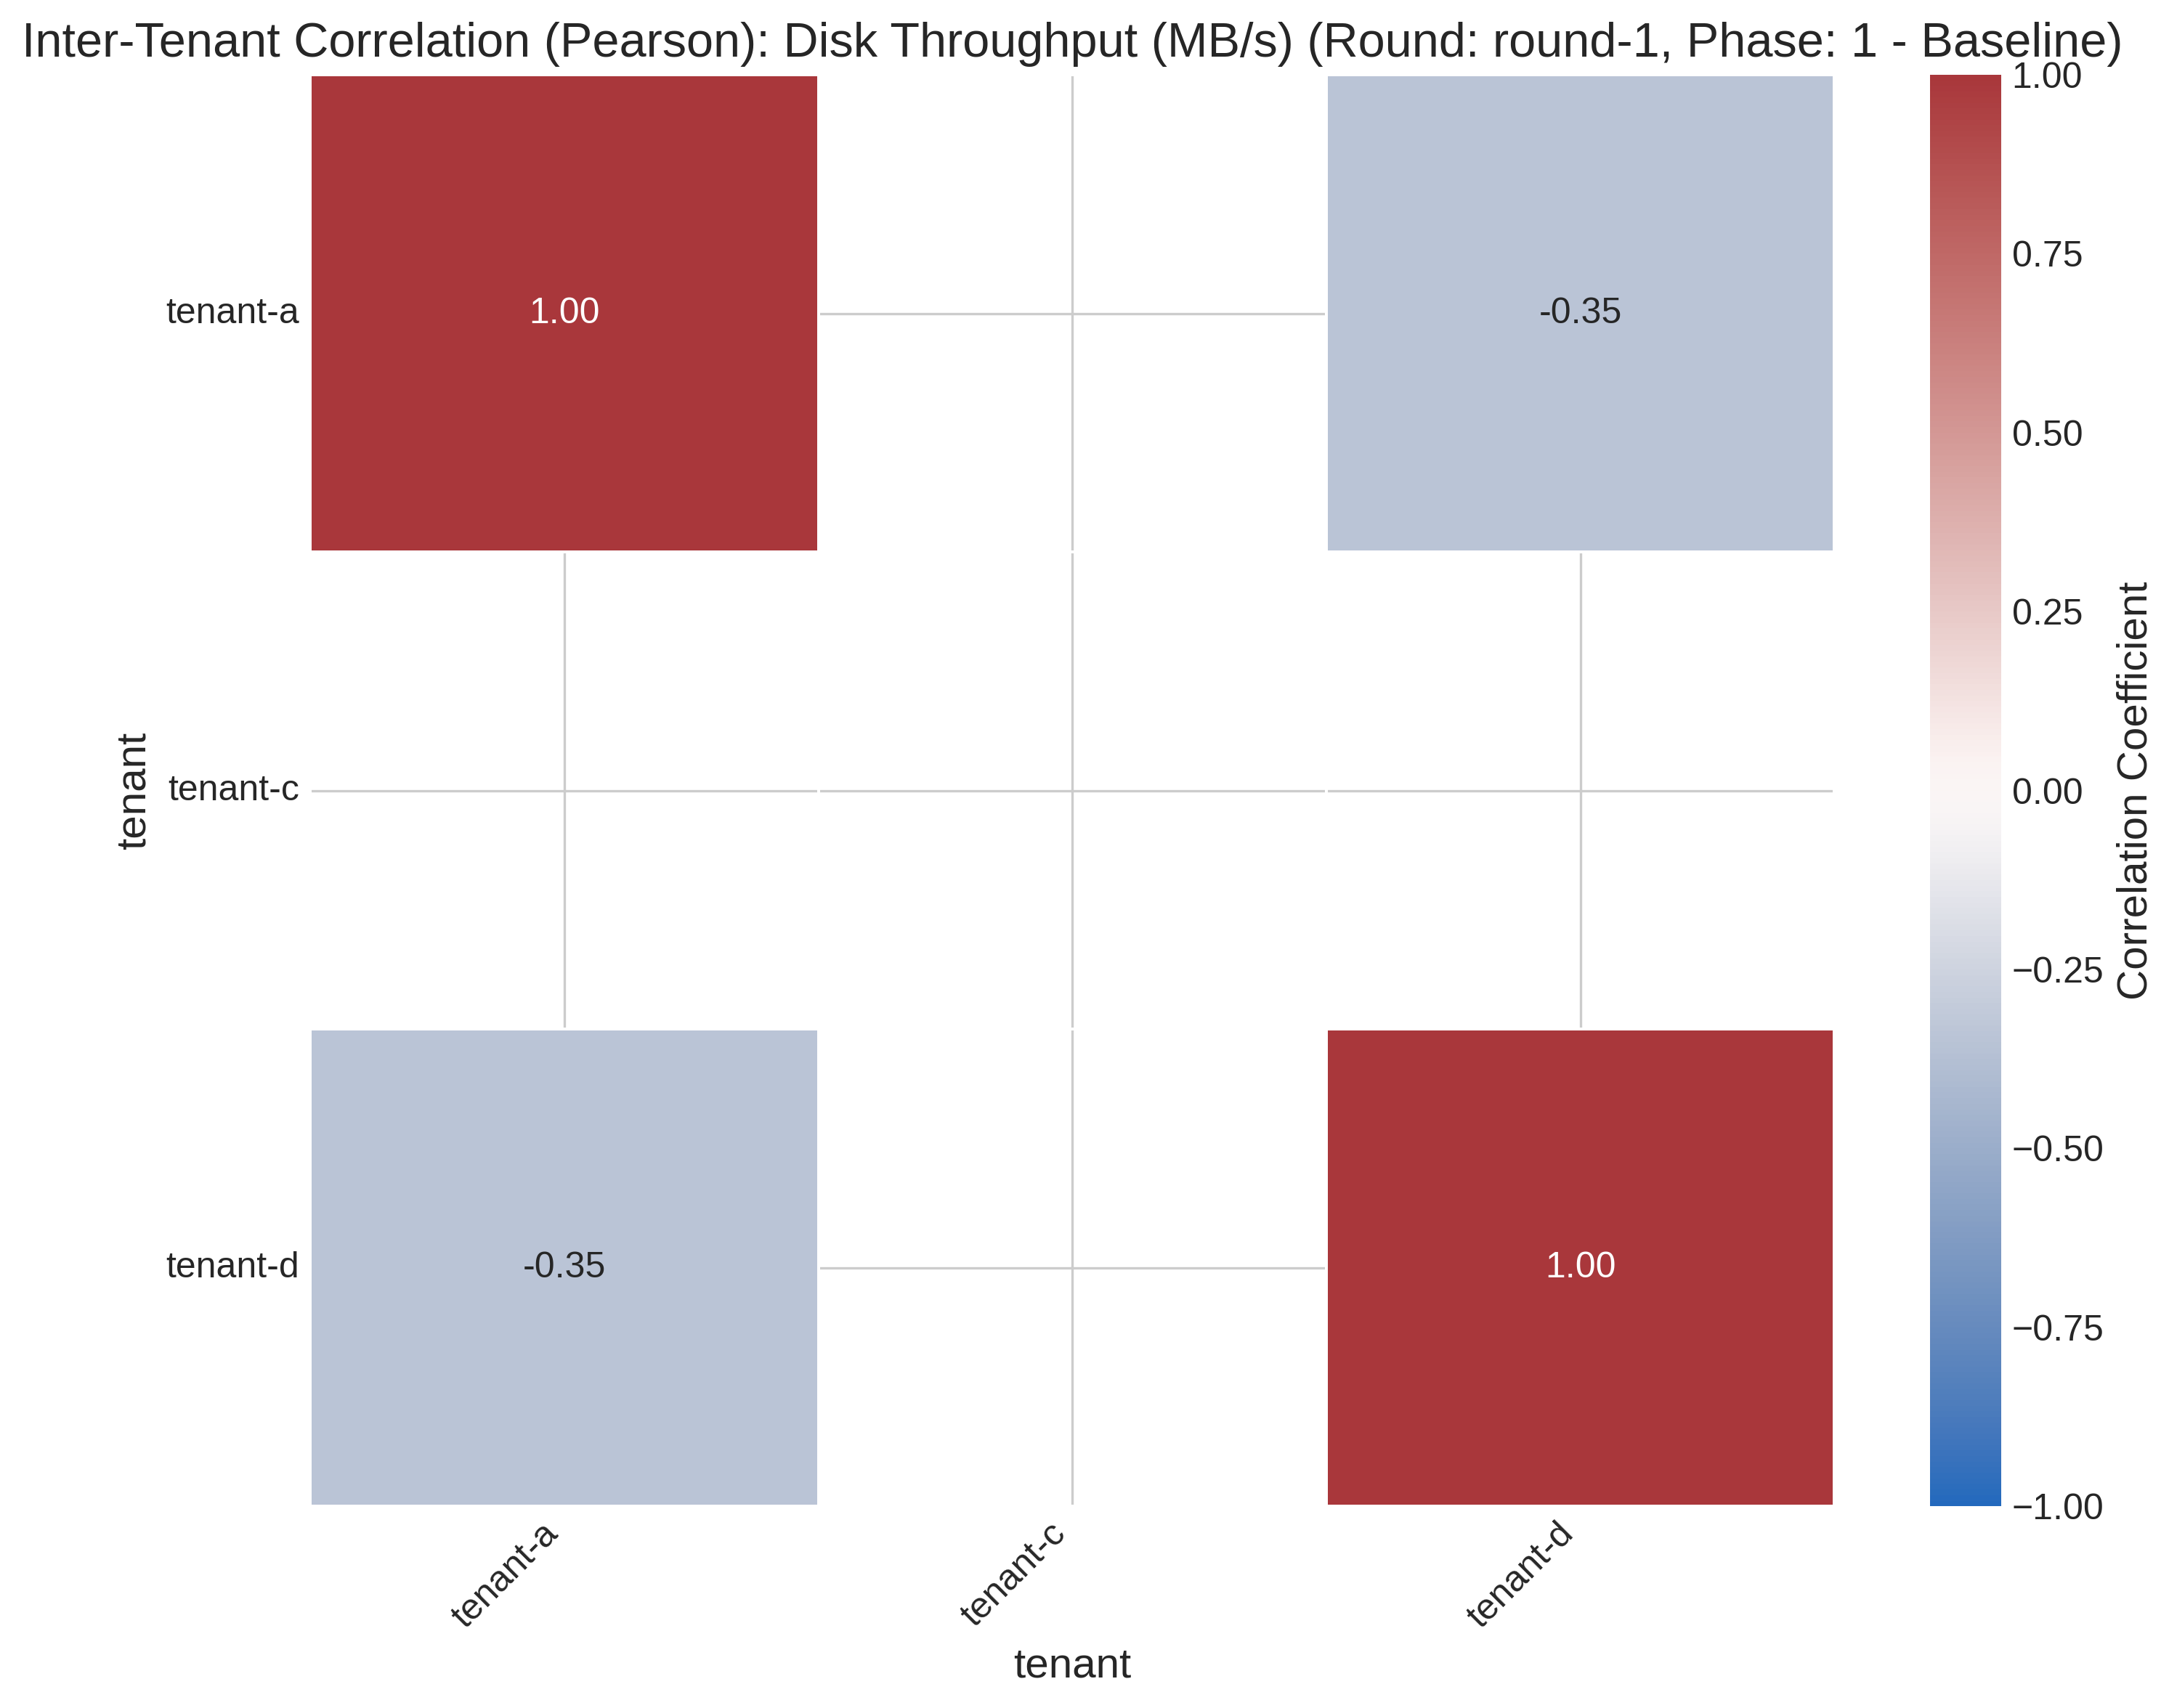 Inter-Tenant Correlation (Pearson): Disk Throughput (MB/s) (Round: round-1, Phase: 1 - Baseline)
tenant
tenant-a
tenant-c
tenant-d
1.00
-0.35
-0.35
1.00
tenant-a
tenant-c
tenant-d
tenant
1.00
0.75
0.50
0.25
0.00
−0.25
−0.50
−0.75
−1.00
Correlation Coefficient